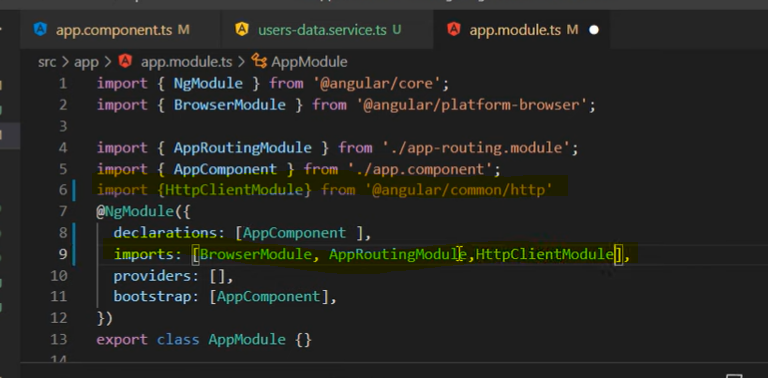 app.component.ts M
users-data.service.ts U
app.module.ts M
src > app > app.module.ts > AppModule
1 import { NgModule } from '@angular/core';
2 import { BrowserModule } from '@angular/platform-browser';
3
4 import { AppRoutingModule } from './app-routing.module';
5 import { AppComponent } from './app.component';
6 import {HttpClientModule} from '@angular/common/http'
7 @NgModule({
8 declarations: [AppComponent ],
9 imports: [BrowserModule, AppRoutingModule,HttpClientModule],
10 providers: [],
11 bootstrap: [AppComponent],
12 })
13 export class AppModule {}
14